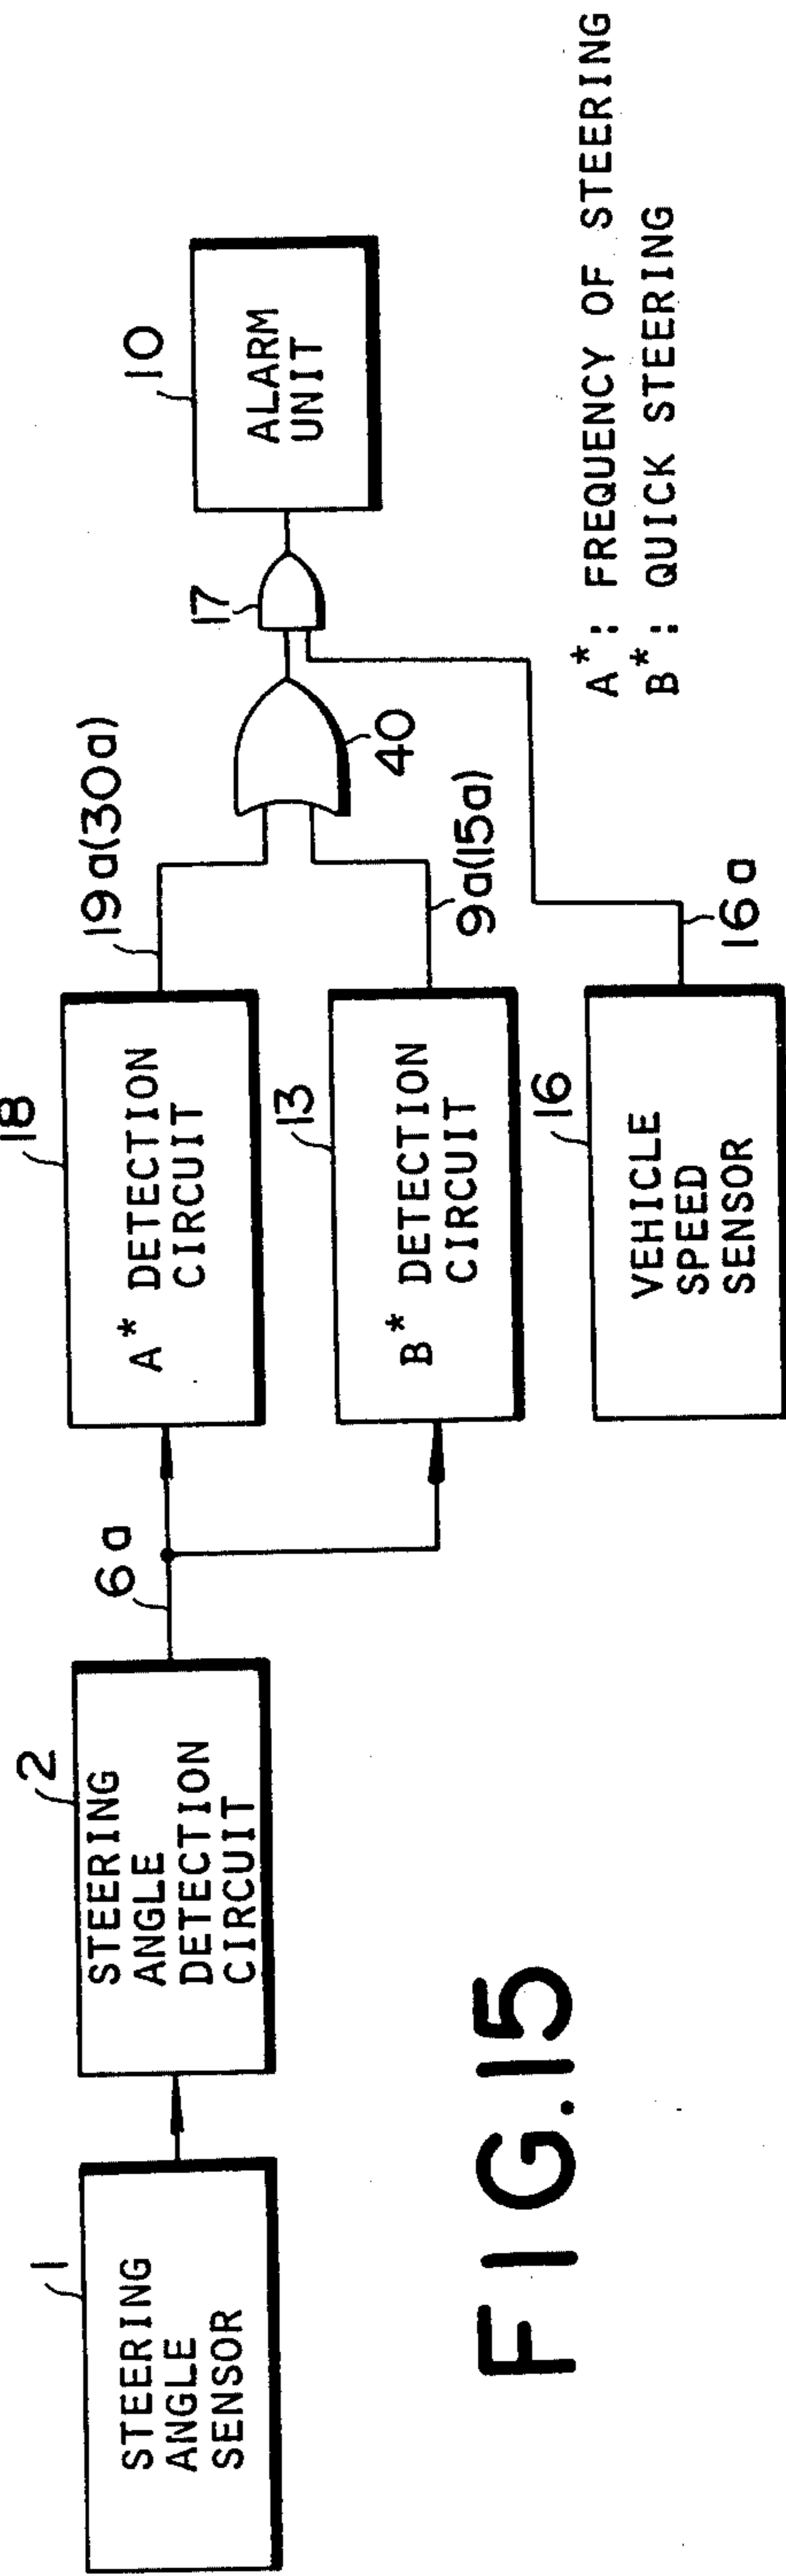 1
STEERING
ANGLE
SENSOR
2
STEERING
ANGLE
DETECTION
CIRCUIT
6a
18
A* DETECTION
CIRCUIT
19a(30a)
13
B* DETECTION
CIRCUIT
9a(15a)
16
VEHICLE
SPEED
SENSOR
16a
40
17
10
ALARM
UNIT
A*: FREQUENCY OF STEERING
B*: QUICK STEERING
FIG.15